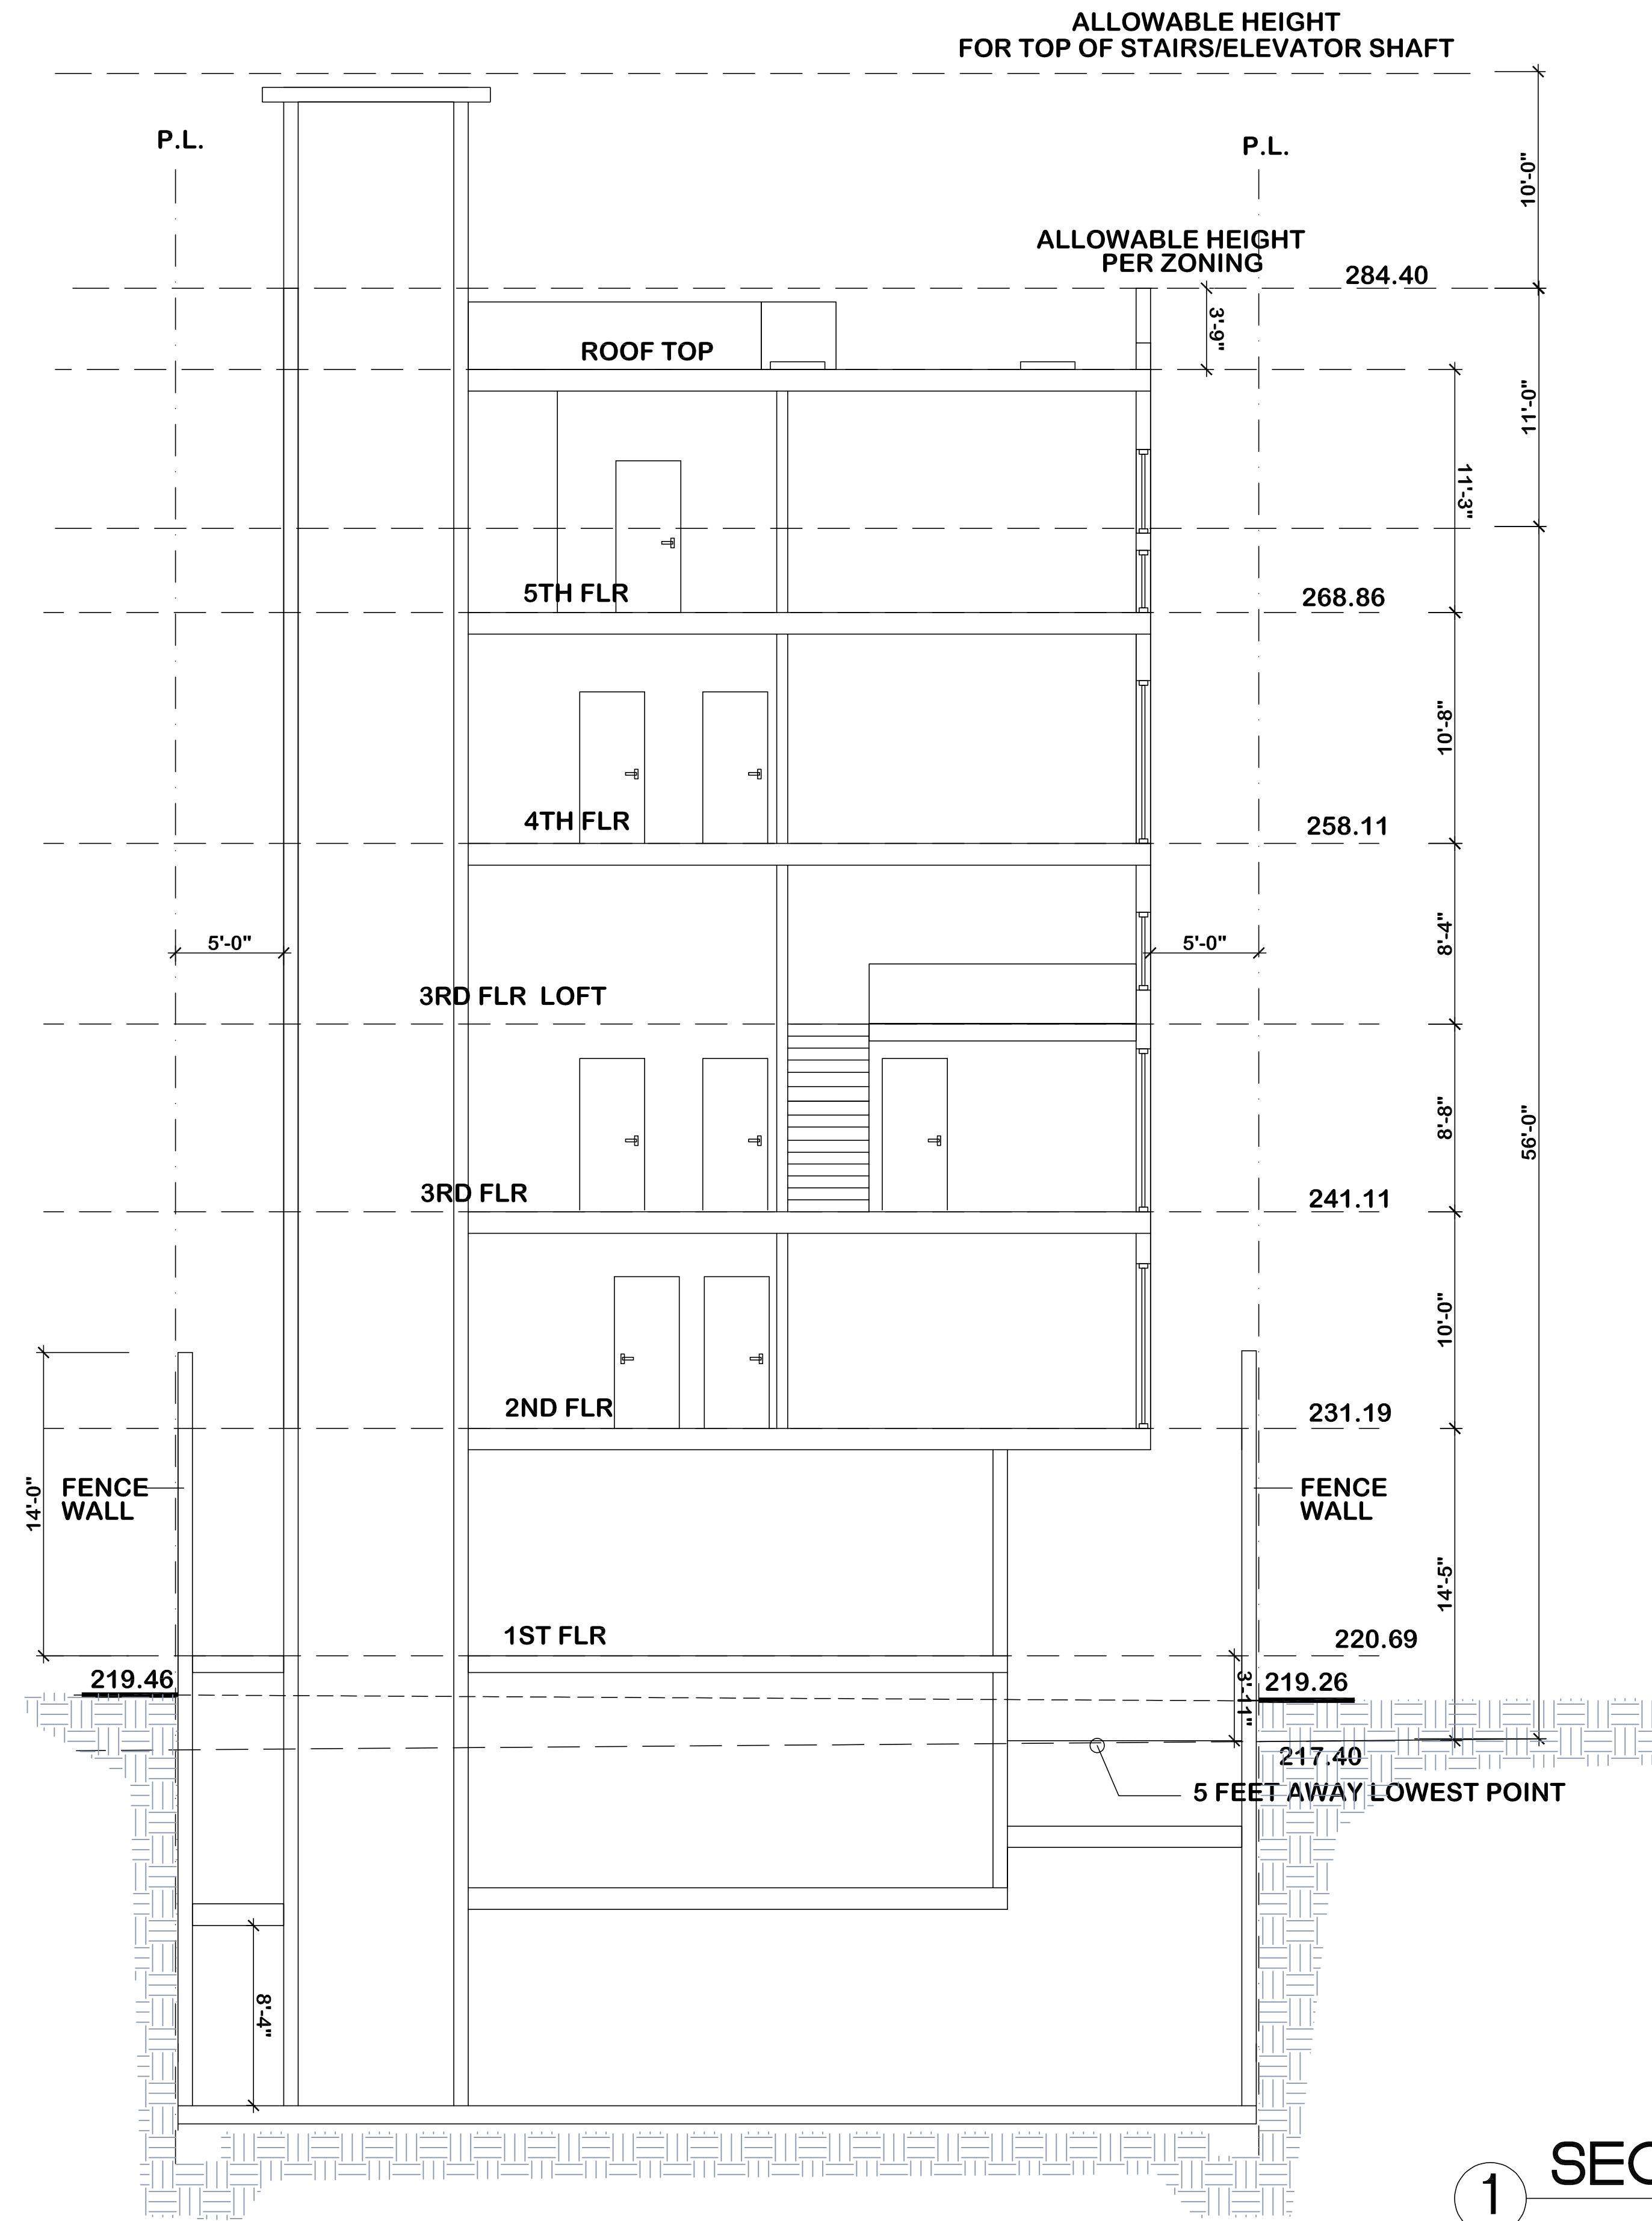 ALLOWABLE HEIGHT
FOR TOP OF STAIRS/ELEVATOR SHAFT
P.L.
P.L.
10'-0"
ALLOWABLE HEIGHT
PER ZONING
284.40
3'-9"
ROOF TOP
11'-0"
11'-3"
5TH FLR
268.86
10'-8"
4TH FLR
258.11
8'-4"
5'-0"
5'-0"
3RD FLR LOFT
8'-8"
56'-0"
3RD FLR
241.11
10'-0"
2ND FLR
231.19
14'-0"
FENCE
WALL
FENCE
WALL
14'-5"
1ST FLR
220.69
219.46
3'-11"
219.26
217.40
5 FEET AWAY LOWEST POINT
8'-4"
1